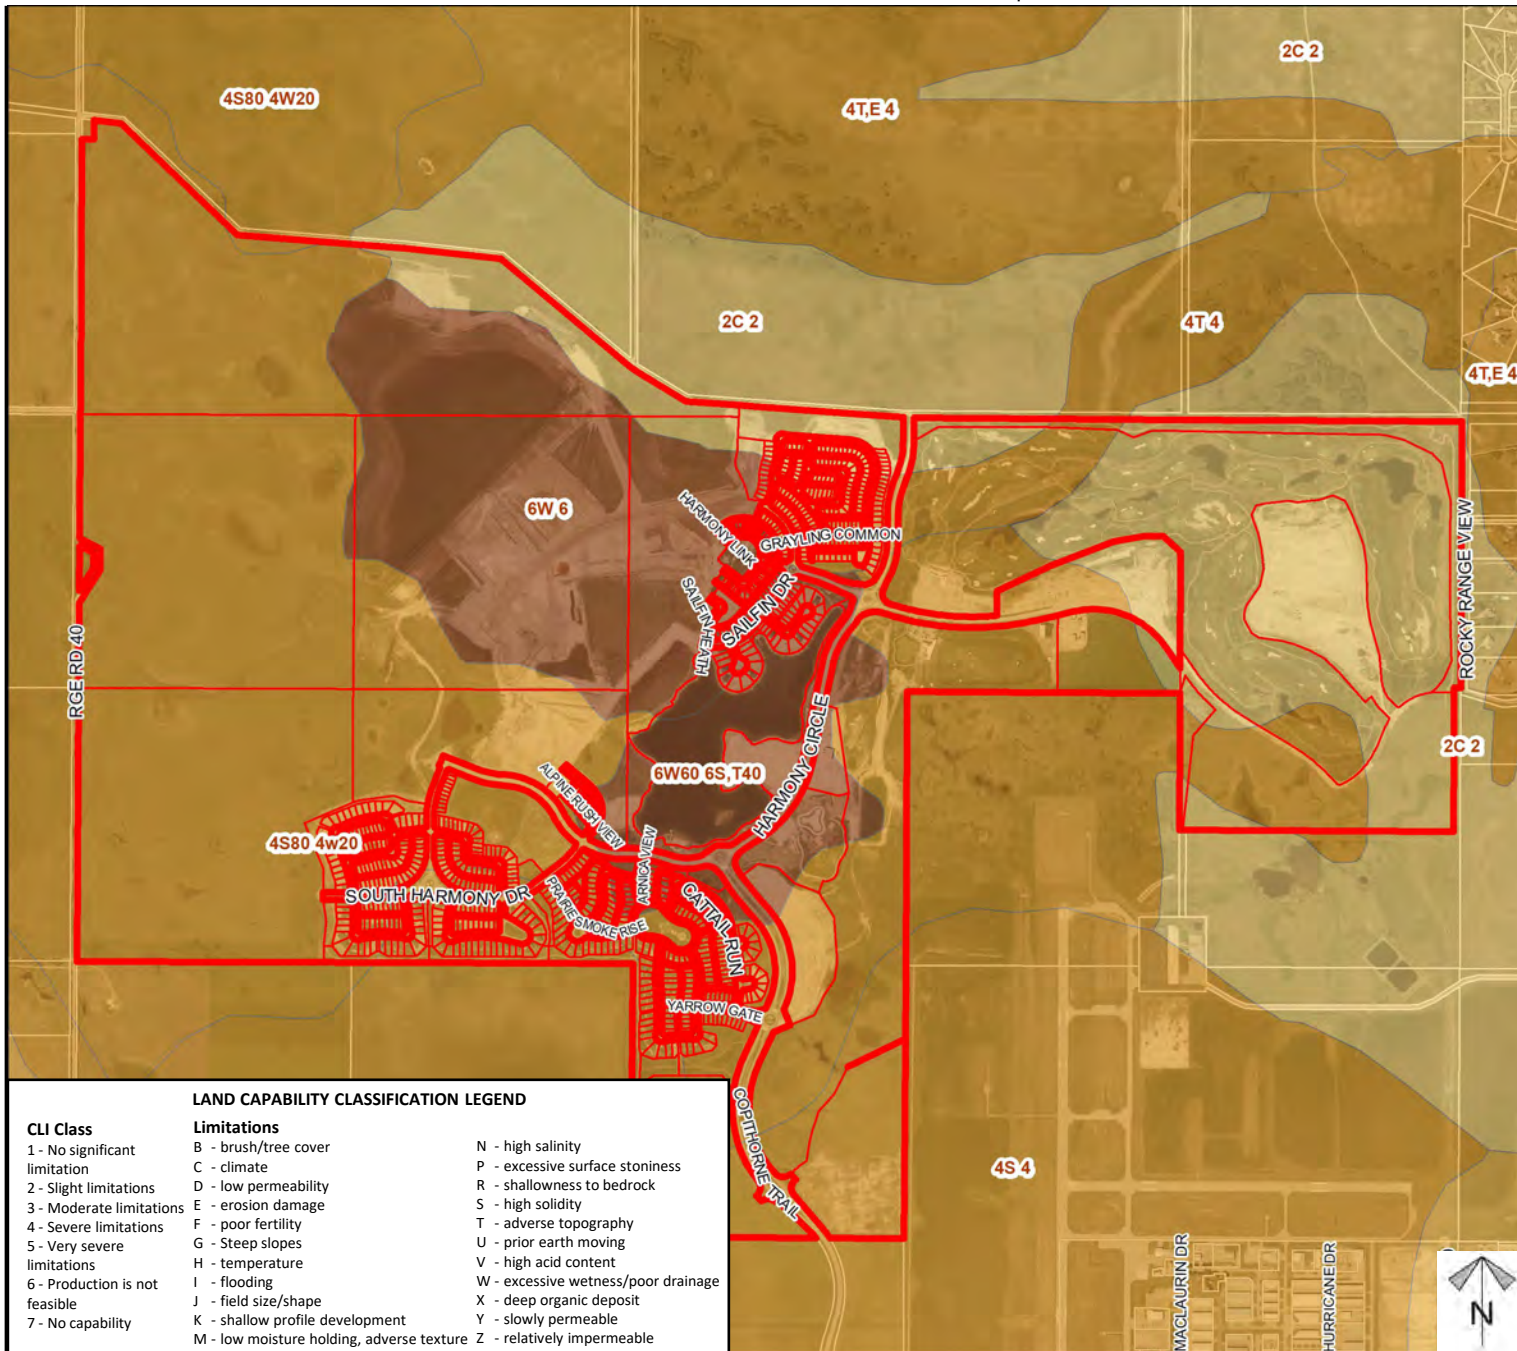 2C 2
4S80 4W20
4T,E 4
2C 2
4T 4
4T,E 4
6W 6
HARMONY LINK
GRAYLING COMMON
SAILFIN DR
SAILFIN HEATH
RGE RD 40
ROCKY RANGE VIEW
HARMONY CIRCLE
2C 2
6W60 6S,T40
ALPINE RUSH VIEW
4S80 4w20
ARNICA VIEW
SOUTH HARMONY DR
PRAIRIE SMOKE RISE
CATTAIL RUN
YARROW GATE
COPITHORNE TRAIL
4S 4
MACLAURIN DR
HURRICANE DR
N
LAND CAPABILITY CLASSIFICATION LEGEND
CLI Class
1 - No significant
limitation
2 - Slight limitations
3 - Moderate limitations
4 - Severe limitations
5 - Very severe
limitations
6 - Production is not
feasible
7 - No capability
Limitations
B - brush/tree cover
C - climate
D - low permeability
E - erosion damage
F - poor fertility
G - Steep slopes
H - temperature
I - flooding
J - field size/shape
K - shallow profile development
M - low moisture holding, adverse texture
N - high salinity
P - excessive surface stoniness
R - shallowness to bedrock
S - high solidity
T - adverse topography
U - prior earth moving
V - high acid content
W - excessive wetness/poor drainage
X - deep organic deposit
Y - slowly permeable
Z - relatively impermeable